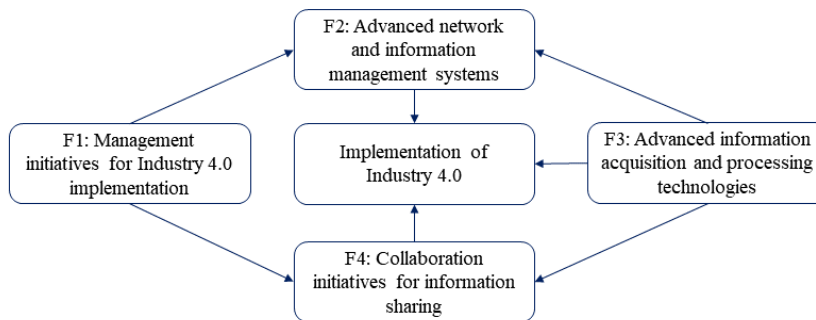 F2: Advanced network
and information
management systems
F1: Management
initiatives for Industry 4.0
implementation
Implementation of
Industry 4.0
F3: Advanced information
acquisition and processing
technologies
F4: Collaboration
initiatives for information
sharing